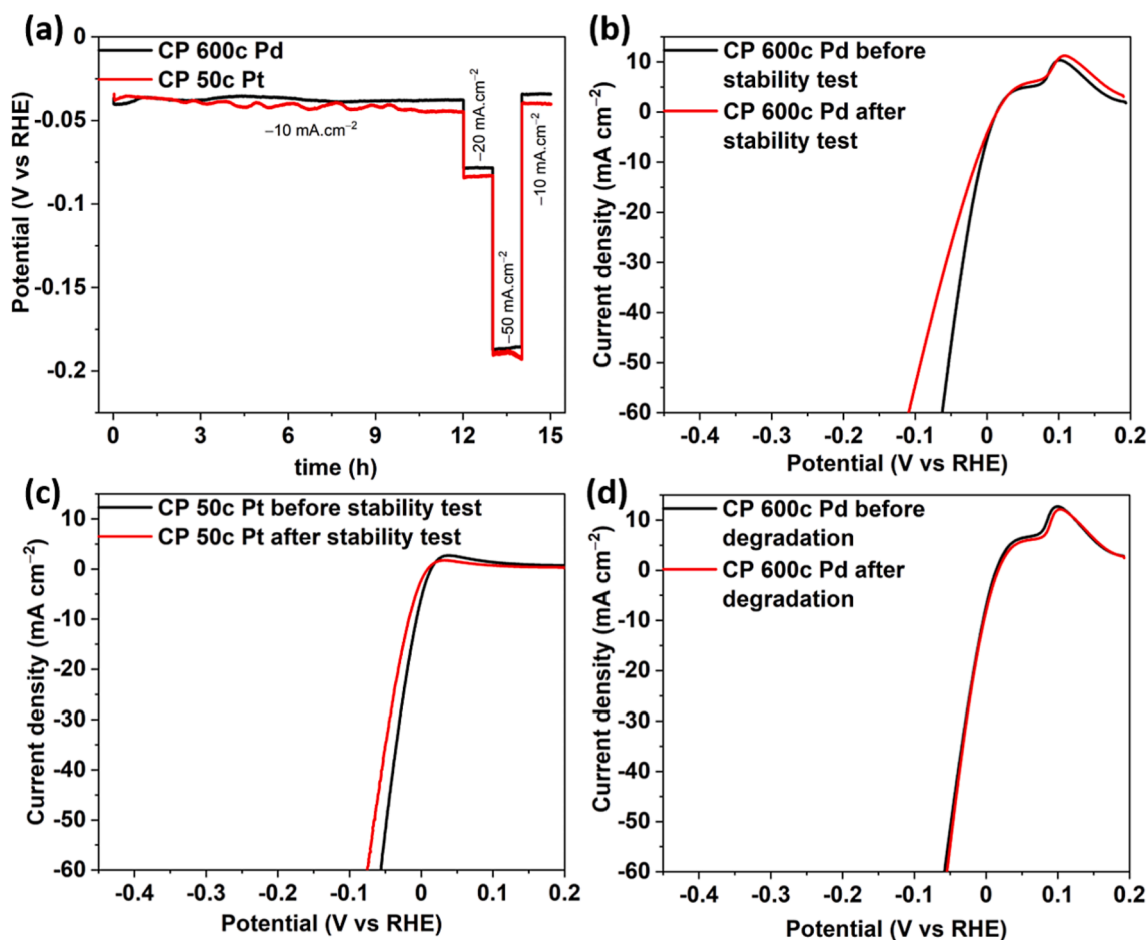 (a)
CP 600c Pd
CP 50c Pt
−10 mA.cm−2
−20 mA.cm−2
−50 mA.cm−2
−10 mA.cm−2
0
-0.05
-0.1
-0.15
-0.2
Potential (V vs RHE)
0 3 6 9 12 15
time (h)
(b)
CP 600c Pd before
stability test
CP 600c Pd after
stability test
10
0
-10
-20
-30
-40
-50
-60
Current density (mA cm−2)
-0.4 -0.3 -0.2 -0.1 0 0.1 0.2
Potential (V vs RHE)
(c)
CP 50c Pt before stability test
CP 50c Pt after stability test
10
0
-10
-20
-30
-40
-50
-60
Current density (mA cm−2)
-0.4 -0.3 -0.2 -0.1 0 0.1 0.2
Potential (V vs RHE)
(d)
CP 600c Pd before
degradation
CP 600c Pd after
degradation
10
0
-10
-20
-30
-40
-50
-60
Current density (mA cm−2)
-0.4 -0.3 -0.2 -0.1 0 0.1 0.2
Potential (V vs RHE)